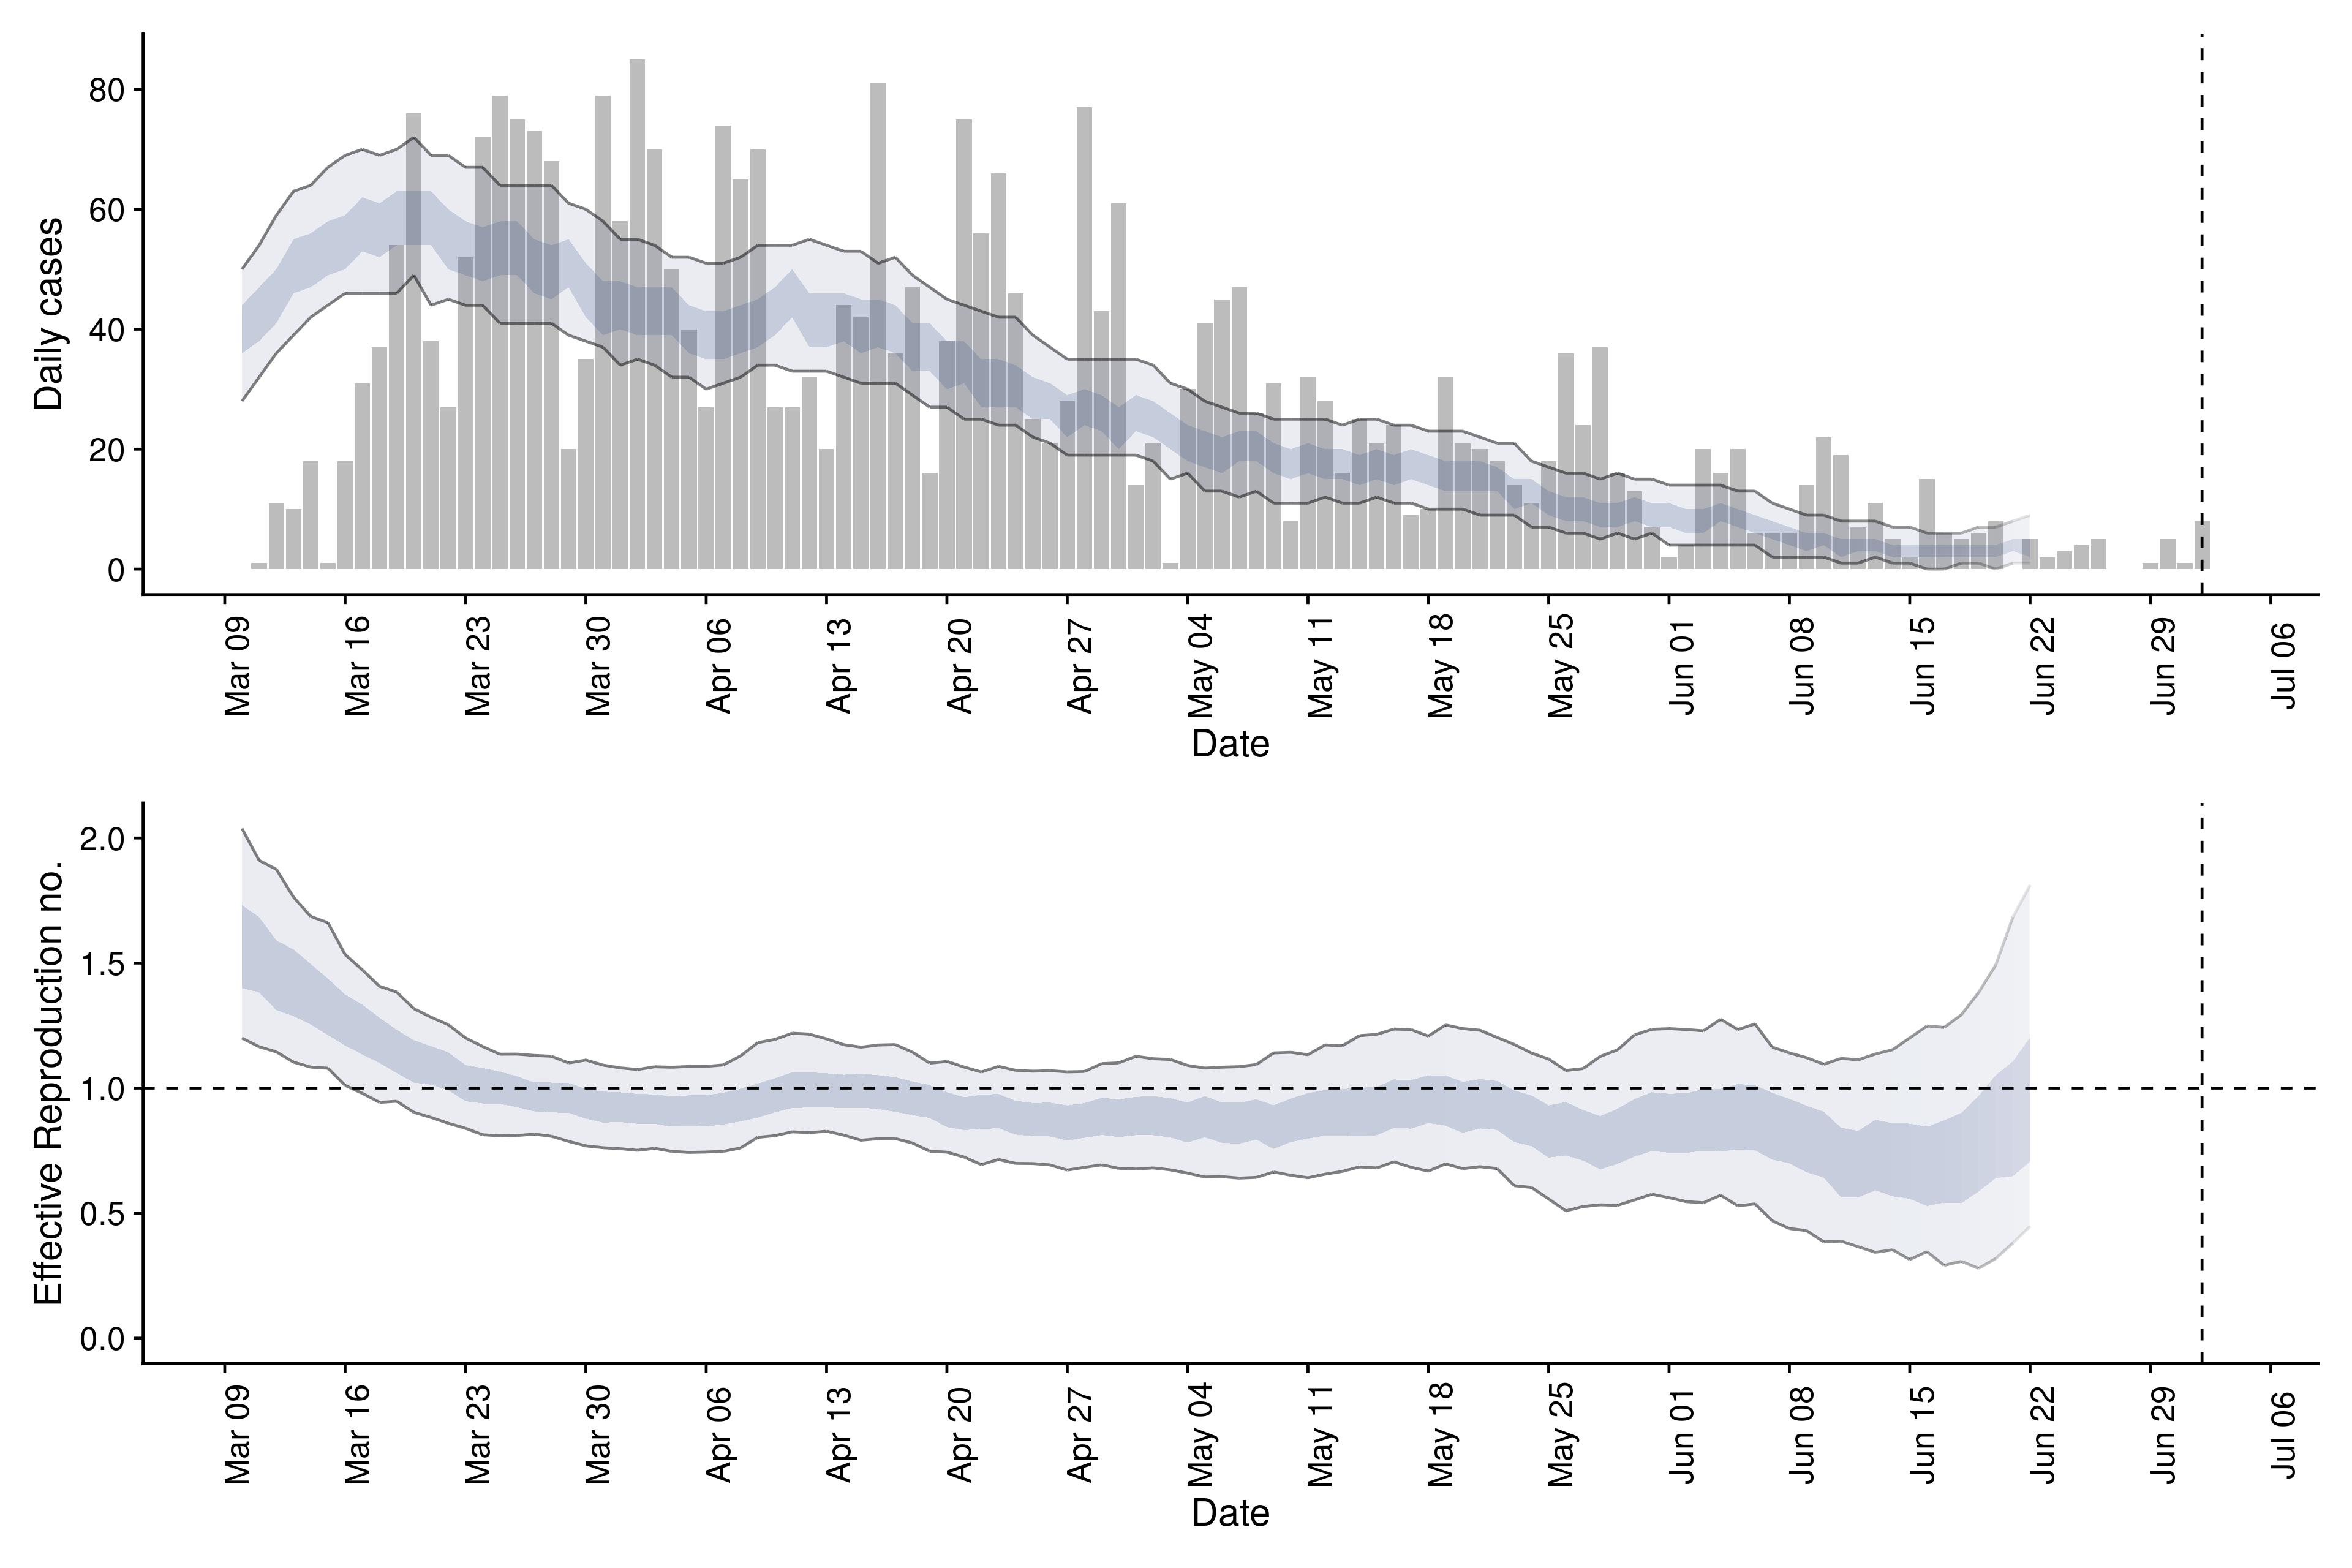 Daily cases
80
60
40
20
0
Mar 09 Mar 16 Mar 23 Mar 30 Apr 06 Apr 13 Apr 20 Apr 27 May 04 May 11 May 18 May 25 Jun 01 Jun 08 Jun 15 Jun 22 Jun 29 Jul 06
Date
Effective Reproduction no.
2.0
1.5
1.0
0.5
0.0
Mar 09 Mar 16 Mar 23 Mar 30 Apr 06 Apr 13 Apr 20 Apr 27 May 04 May 11 May 18 May 25 Jun 01 Jun 08 Jun 15 Jun 22 Jun 29 Jul 06
Date